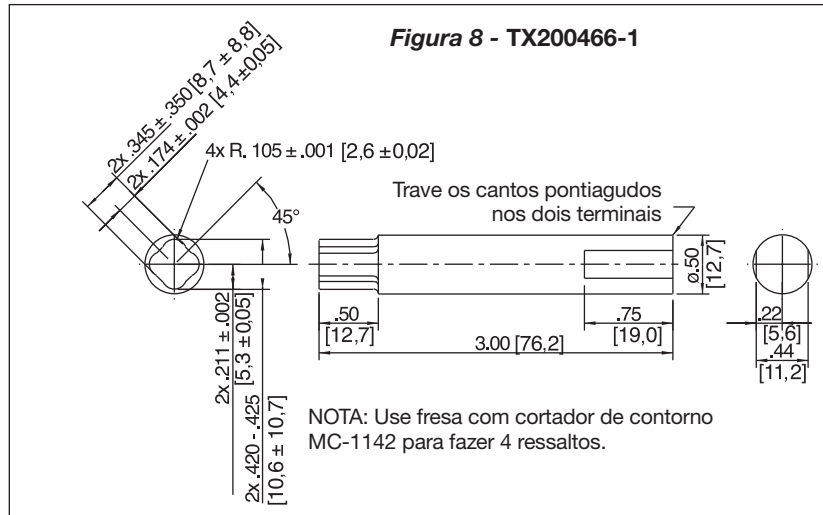 Figura 8 - TX200466-1
2x .345 ± .350 [8,7 ± 8,8]
2x .174 ± .002 [4,4 ±0,05]
4x R. 105 ± .001 [2,6 ±0,02]
45°
Trave os cantos pontiagudos
nos dois terminais
ø.50
[12,7]
.50
[12,7]
.75
[19,0]
3.00 [76,2]
.22
[5,6]
.44
[11,2]
2x .211 ± .002
[5,3 ± 0,05]
2x .420 - .425
[10,6 ± 10,7]
NOTA: Use fresa com cortador de contorno
MC-1142 para fazer 4 ressaltos.